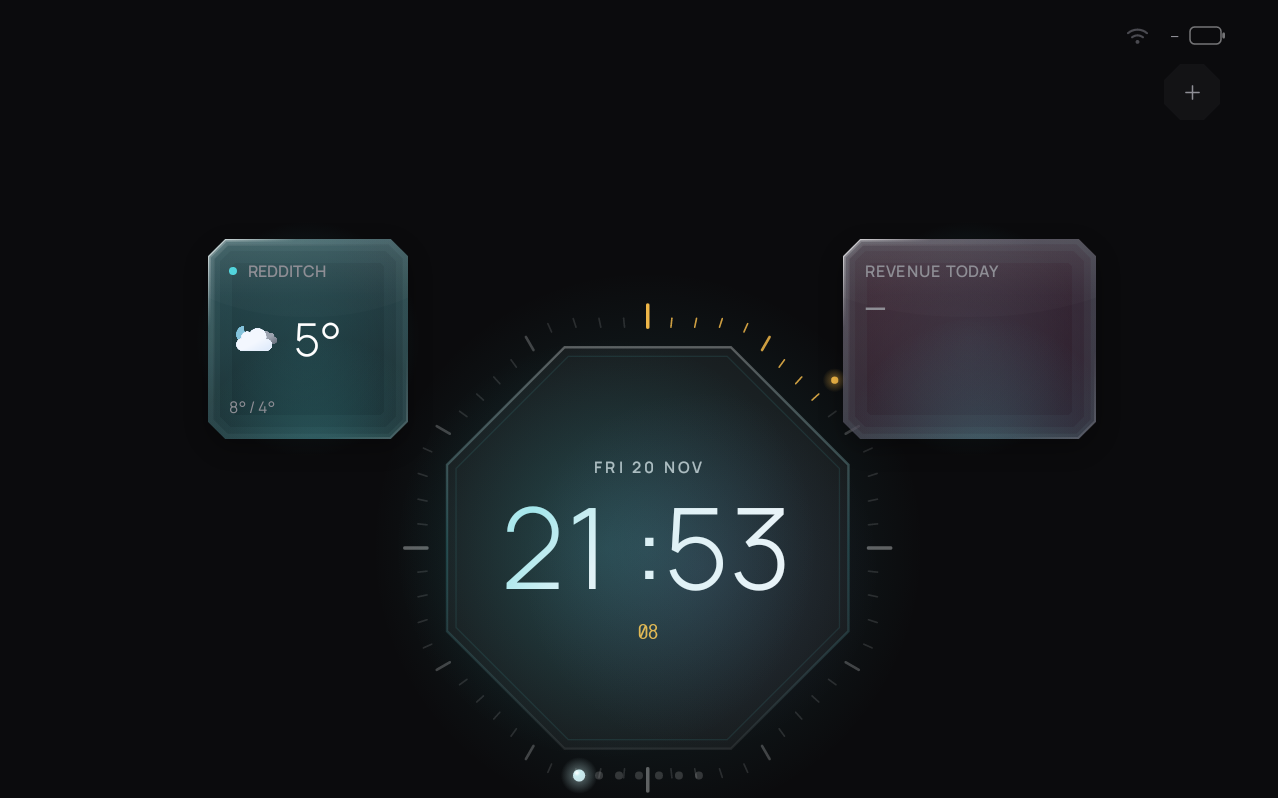 REDDITCH
5°
8° / 4°
REVENUE TODAY
—
FRI 20 NOV
21 :53
08